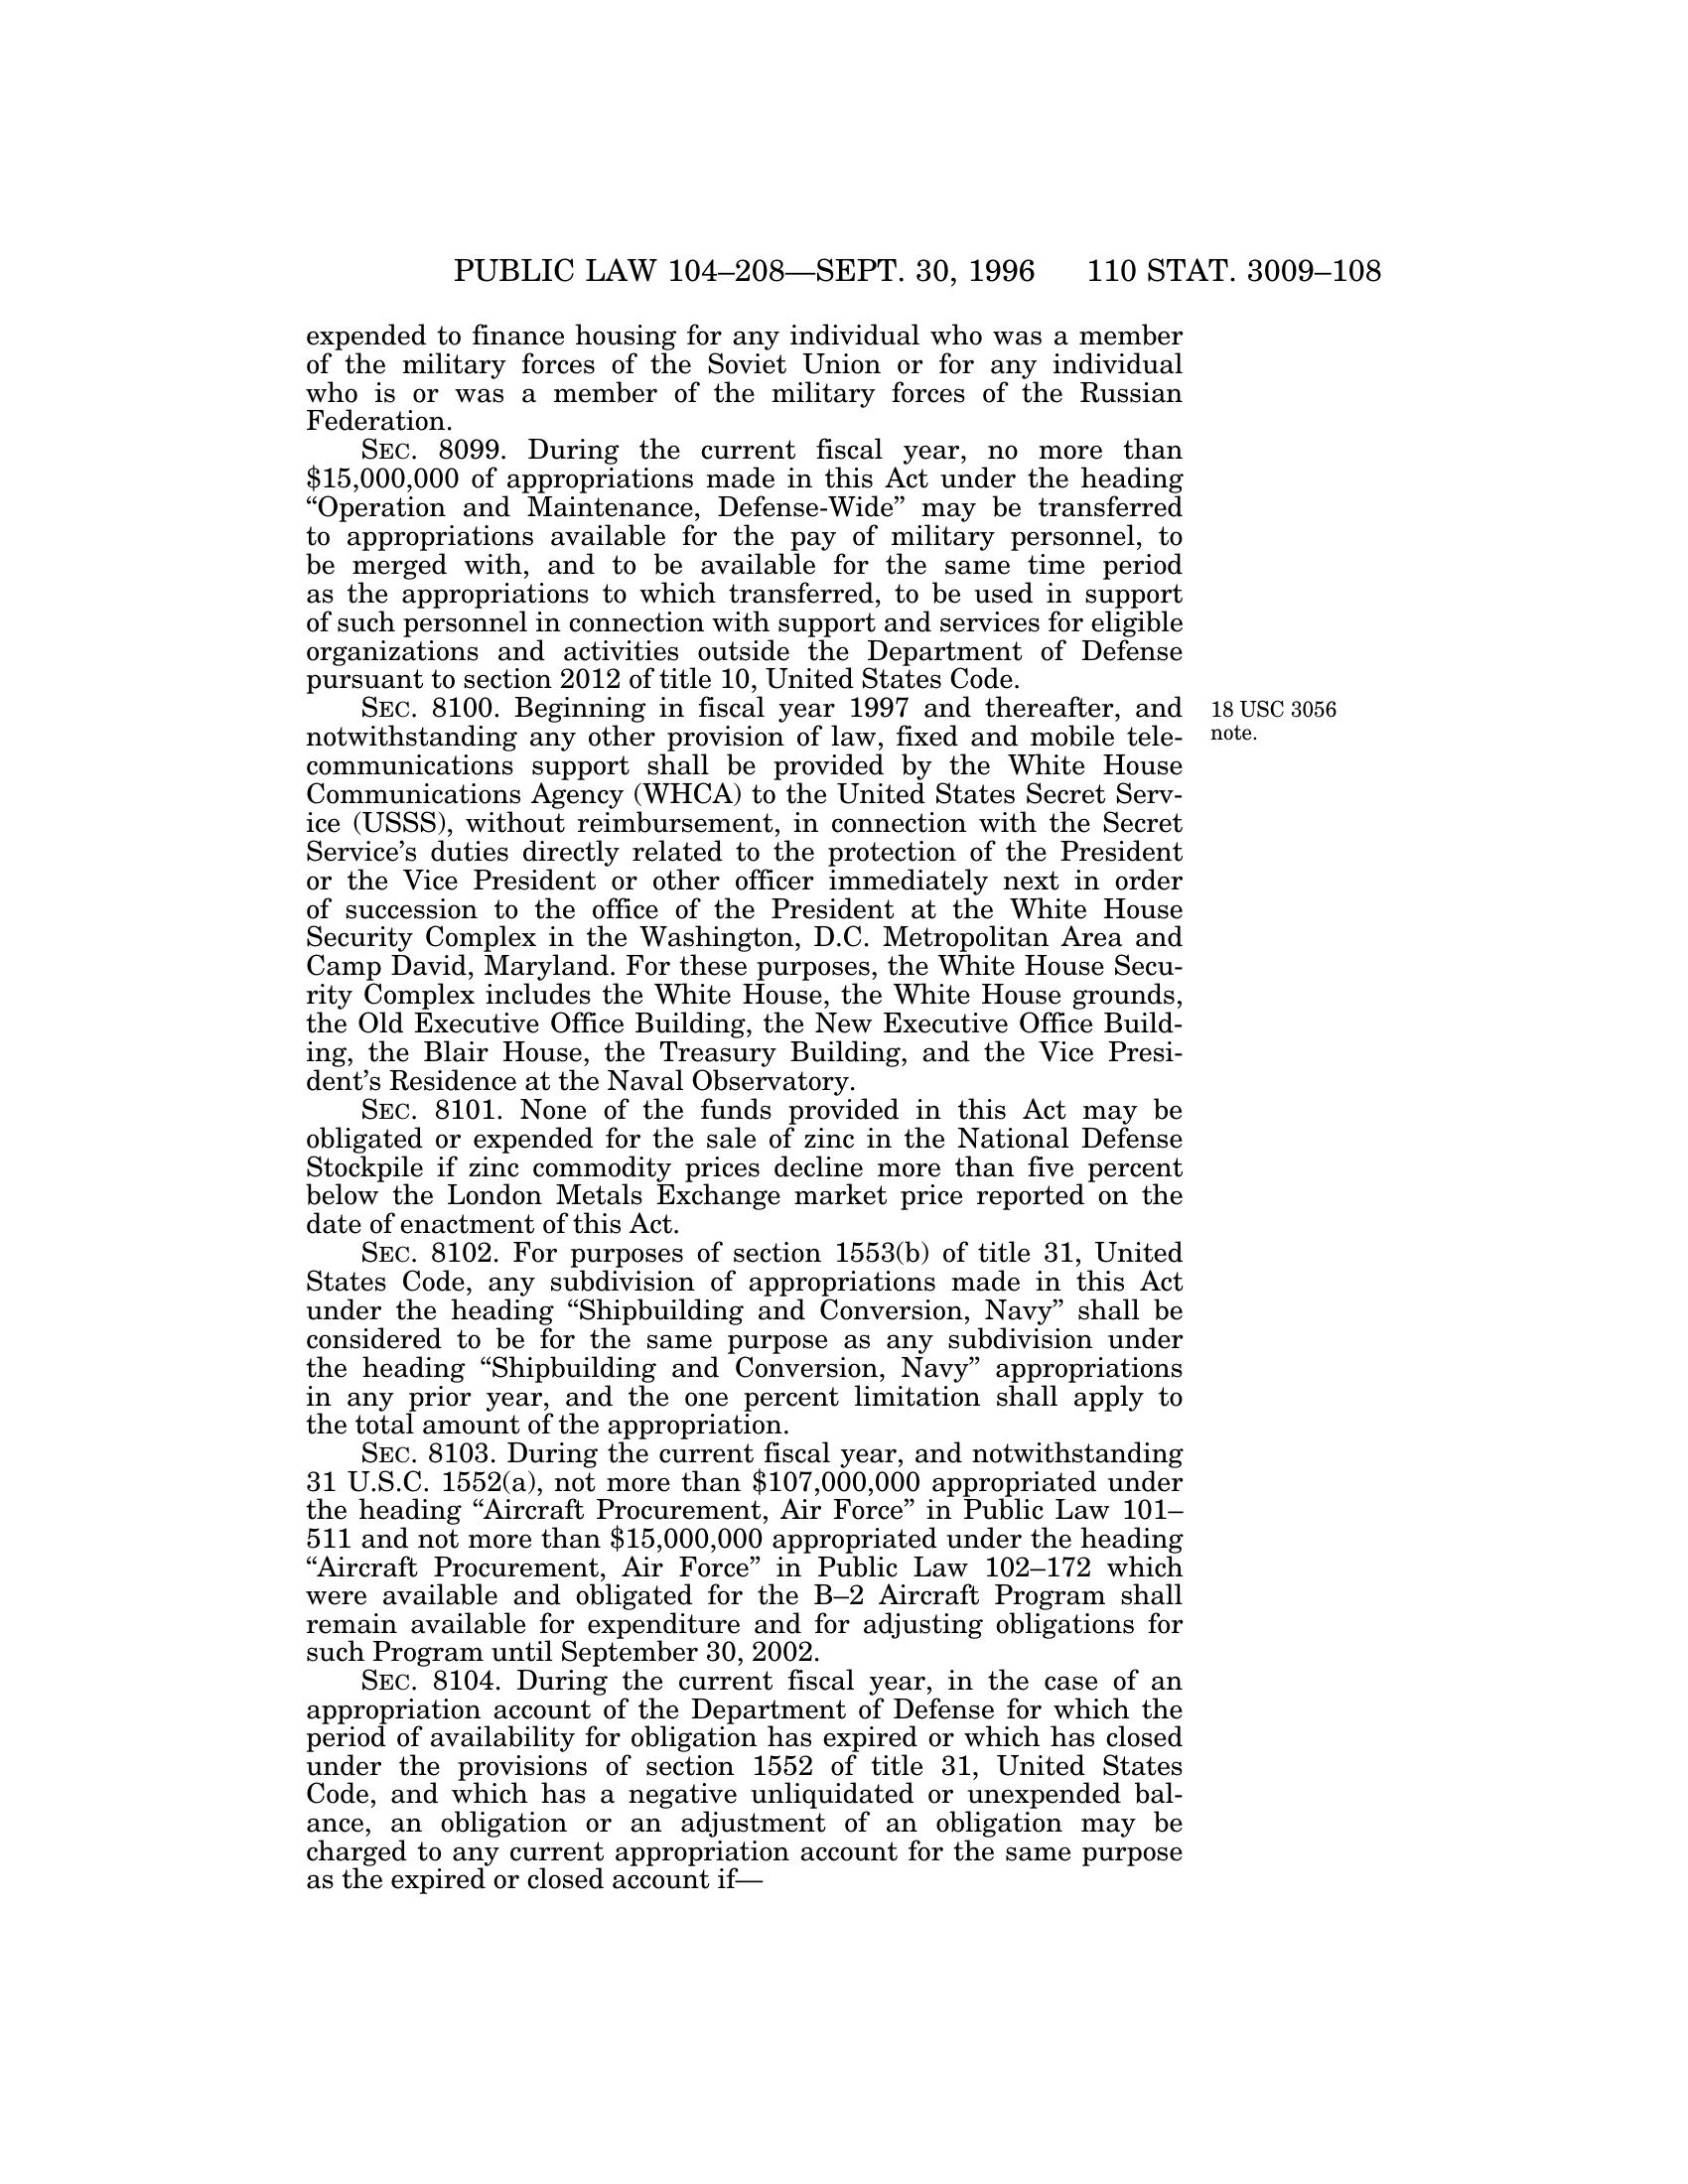 PUBLIC LAW 104–208—SEPT. 30, 1996 110 STAT. 3009–108
expended to finance housing for any individual who was a member
of the military forces of the Soviet Union or for any individual
who is or was a member of the military forces of the Russian
Federation.
SEC. 8099. During the current fiscal year, no more than
$15,000,000 of appropriations made in this Act under the heading
“Operation and Maintenance, Defense-Wide” may be transferred
to appropriations available for the pay of military personnel, to
be merged with, and to be available for the same time period
as the appropriations to which transferred, to be used in support
of such personnel in connection with support and services for eligible
organizations and activities outside the Department of Defense
pursuant to section 2012 of title 10, United States Code.
SEC. 8100. Beginning in fiscal year 1997 and thereafter, and
notwithstanding any other provision of law, fixed and mobile tele-
communications support shall be provided by the White House
Communications Agency (WHCA) to the United States Secret Serv-
ice (USSS), without reimbursement, in connection with the Secret
Service’s duties directly related to the protection of the President
or the Vice President or other officer immediately next in order
of succession to the office of the President at the White House
Security Complex in the Washington, D.C. Metropolitan Area and
Camp David, Maryland. For these purposes, the White House Secu-
rity Complex includes the White House, the White House grounds,
the Old Executive Office Building, the New Executive Office Build-
ing, the Blair House, the Treasury Building, and the Vice Presi-
dent’s Residence at the Naval Observatory.
18 USC 3056
note.
SEC. 8101. None of the funds provided in this Act may be
obligated or expended for the sale of zinc in the National Defense
Stockpile if zinc commodity prices decline more than five percent
below the London Metals Exchange market price reported on the
date of enactment of this Act.
SEC. 8102. For purposes of section 1553(b) of title 31, United
States Code, any subdivision of appropriations made in this Act
under the heading “Shipbuilding and Conversion, Navy” shall be
considered to be for the same purpose as any subdivision under
the heading “Shipbuilding and Conversion, Navy” appropriations
in any prior year, and the one percent limitation shall apply to
the total amount of the appropriation.
SEC. 8103. During the current fiscal year, and notwithstanding
31 U.S.C. 1552(a), not more than $107,000,000 appropriated under
the heading “Aircraft Procurement, Air Force” in Public Law 101–
511 and not more than $15,000,000 appropriated under the heading
“Aircraft Procurement, Air Force” in Public Law 102–172 which
were available and obligated for the B–2 Aircraft Program shall
remain available for expenditure and for adjusting obligations for
such Program until September 30, 2002.
SEC. 8104. During the current fiscal year, in the case of an
appropriation account of the Department of Defense for which the
period of availability for obligation has expired or which has closed
under the provisions of section 1552 of title 31, United States
Code, and which has a negative unliquidated or unexpended bal-
ance, an obligation or an adjustment of an obligation may be
charged to any current appropriation account for the same purpose
as the expired or closed account if—